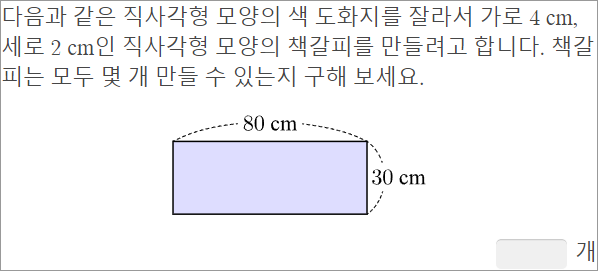 다음과 같은 직사각형 모양의 색 도화지를 잘라서 가로 4 cm,
세로 2 cm인 직사각형 모양의 책갈피를 만들려고 합니다. 책갈
피는 모두 몇 개 만들 수 있는지 구해 보세요.
80 cm
30 cm
개